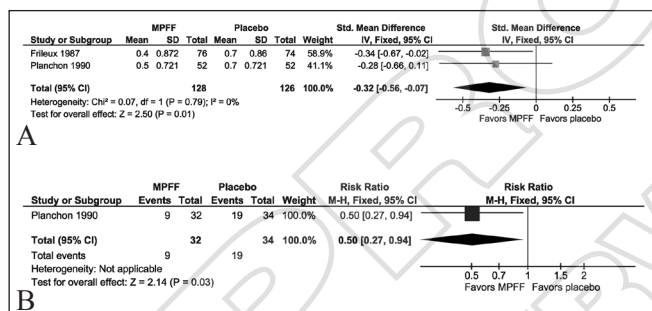 MPFF Placebo Std. Mean Difference Std. Mean Difference
Study or Subgroup Mean SD Total Mean SD Total Weight IV, Fixed, 95% CI IV, Fixed, 95% CI
Frileux 1987 0.4 0.872 76 0.7 0.86 74 58.9% -0.34 [-0.67, -0.02]
Planchon 1990 0.5 0.721 52 0.7 0.721 52 41.1% -0.28 [-0.66, 0.11]
Total (95% CI) 128 126 100.0% -0.32 [-0.56, -0.07]
Heterogeneity: Chi² = 0.07, df = 1 (P = 0.79); I² = 0%
Test for overall effect: Z = 2.50 (P = 0.01)
-0.5 -0.25 0 0.25 0.5
Favors MPFF Favors placebo
A
MPFF Placebo Risk Ratio Risk Ratio
Study or Subgroup Events Total Events Total Weight M-H, Fixed, 95% CI M-H, Fixed, 95% CI
Planchon 1990 9 32 19 34 100.0% 0.50 [0.27, 0.94]
Total (95% CI) 32 34 100.0% 0.50 [0.27, 0.94]
Total events 9 19
Heterogeneity: Not applicable
Test for overall effect: Z = 2.14 (P = 0.03)
0.5 0.7 1 1.5 2
Favors MPFF Favors placebo
B